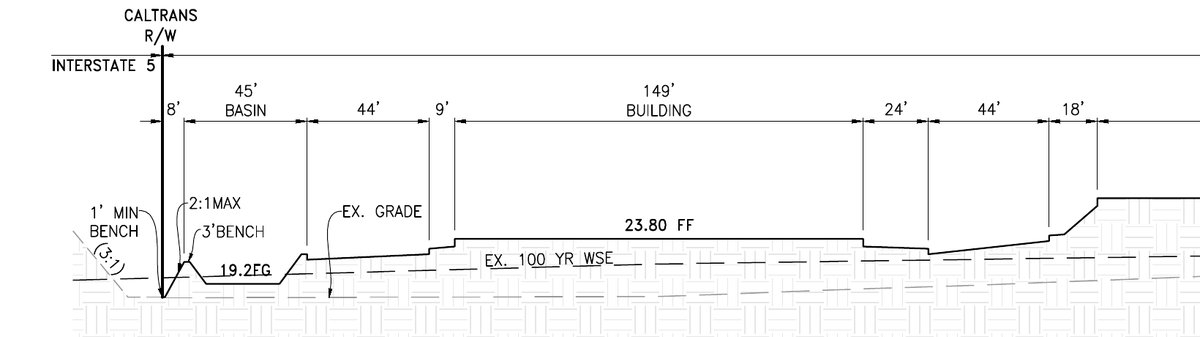 CALTRANS
R/W
INTERSTATE 5
8'
45'
BASIN
44'
9'
149'
BUILDING
24'
44'
18'
1' MIN
BENCH
(3:1)
2:1MAX
3'BENCH
EX. GRADE
19.2FG
23.80 FF
EX. 100 YR WSE